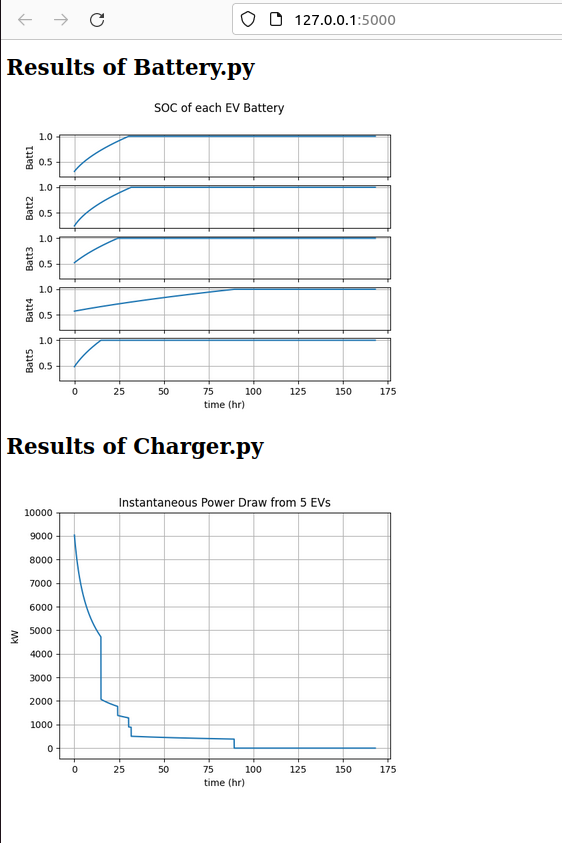 127.0.0.1:5000
Results of Battery.py
SOC of each EV Battery
1.0
0.5
Batt1
1.0
0.5
Batt2
1.0
0.5
Batt3
1.0
0.5
Batt4
1.0
0.5
Batt5
0 25 50 75 100 125 150 175
time (hr)
Results of Charger.py
Instantaneous Power Draw from 5 EVs
10000
9000
8000
7000
6000
5000
4000
3000
2000
1000
0
kW
0 25 50 75 100 125 150 175
time (hr)